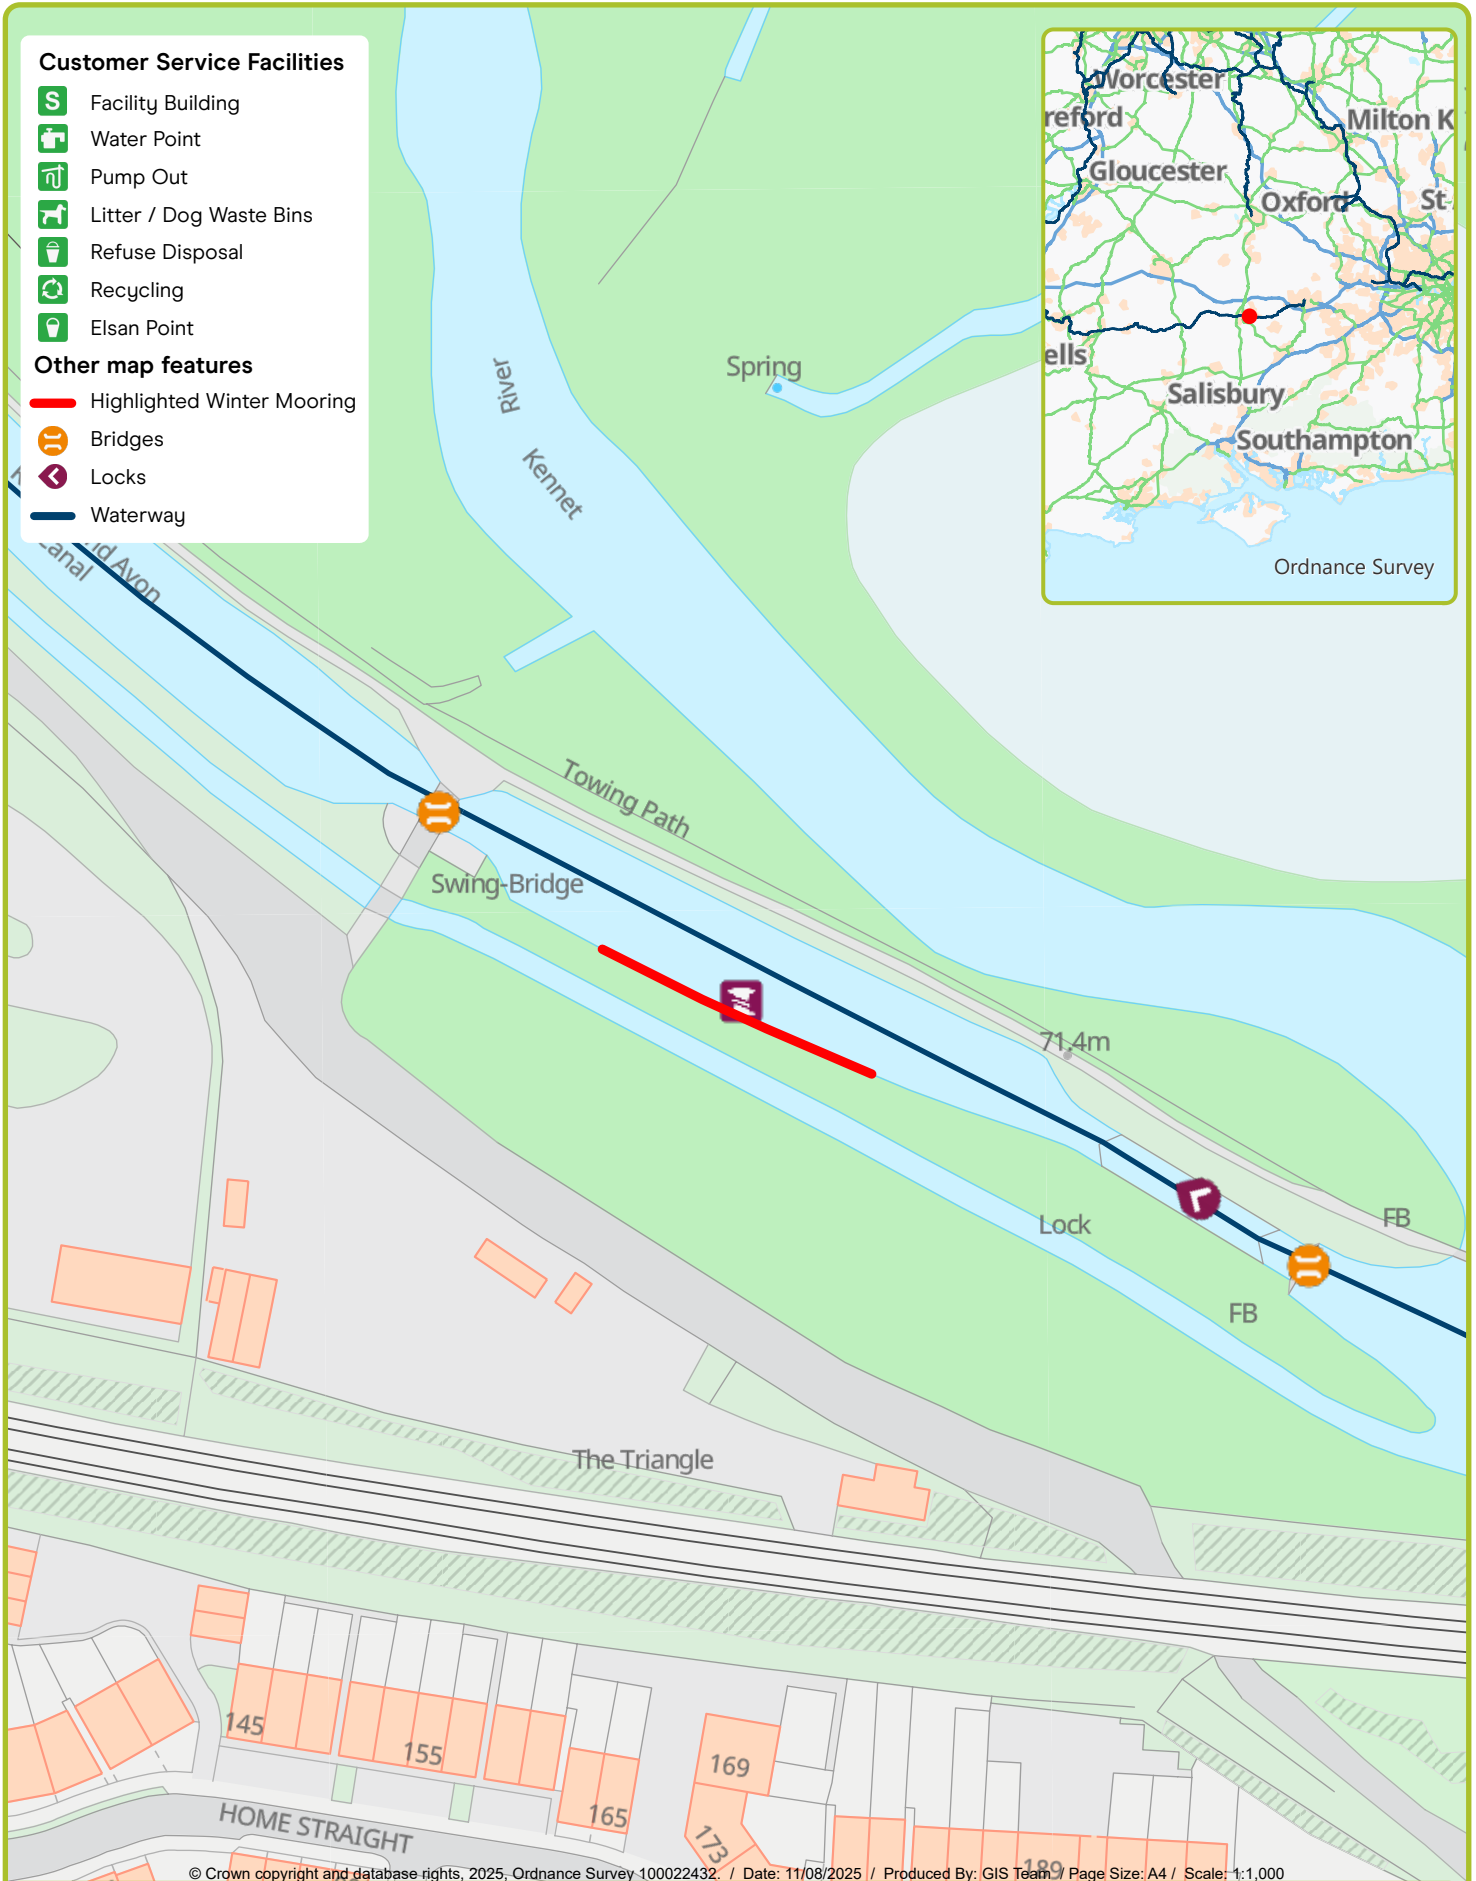 Customer Service Facilities
S Facility Building
Water Point
Pump Out
Litter / Dog Waste Bins
Refuse Disposal
Recycling
Elsan Point
Other map features
Highlighted Winter Mooring
Bridges
Locks
Waterway
Worcester
reford
Milton K
Gloucester
Oxford
St
ells
Salisbury
Southampton
Ordnance Survey
River
Kennet
Spring
nd Avon
Canal
Towing Path
Swing-Bridge
71.4m
Lock
FB
FB
The Triangle
145
155
165
169
173
189
HOME STRAIGHT
© Crown copyright and database rights, 2025, Ordnance Survey 100022432. / Date: 11/08/2025 / Produced By: GIS Team / Page Size: A4 / Scale: 1:1,000